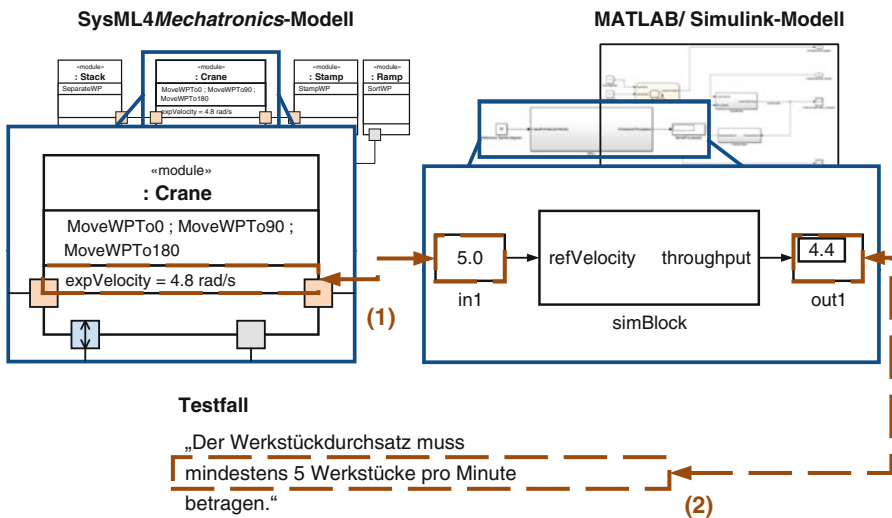 SysML4Mechatronics-Modell
MATLAB/ Simulink-Modell
«module»
: Stack
SeparateWP
«module»
: Crane
MoveWPTo0 ; MoveWPTo90 ;
MoveWPTo180
expVelocity = 4.8 rad/s
«module»
: Stamp
StampWP
«module»
: Ramp
SortWP
«module»
: Crane
MoveWPTo0 ; MoveWPTo90 ;
MoveWPTo180
expVelocity = 4.8 rad/s
(1)
5.0
in1
refVelocity throughput
simBlock
4.4
out1
Testfall
„Der Werkstückdurchsatz muss
mindestens 5 Werkstücke pro Minute
betragen.“
(2)